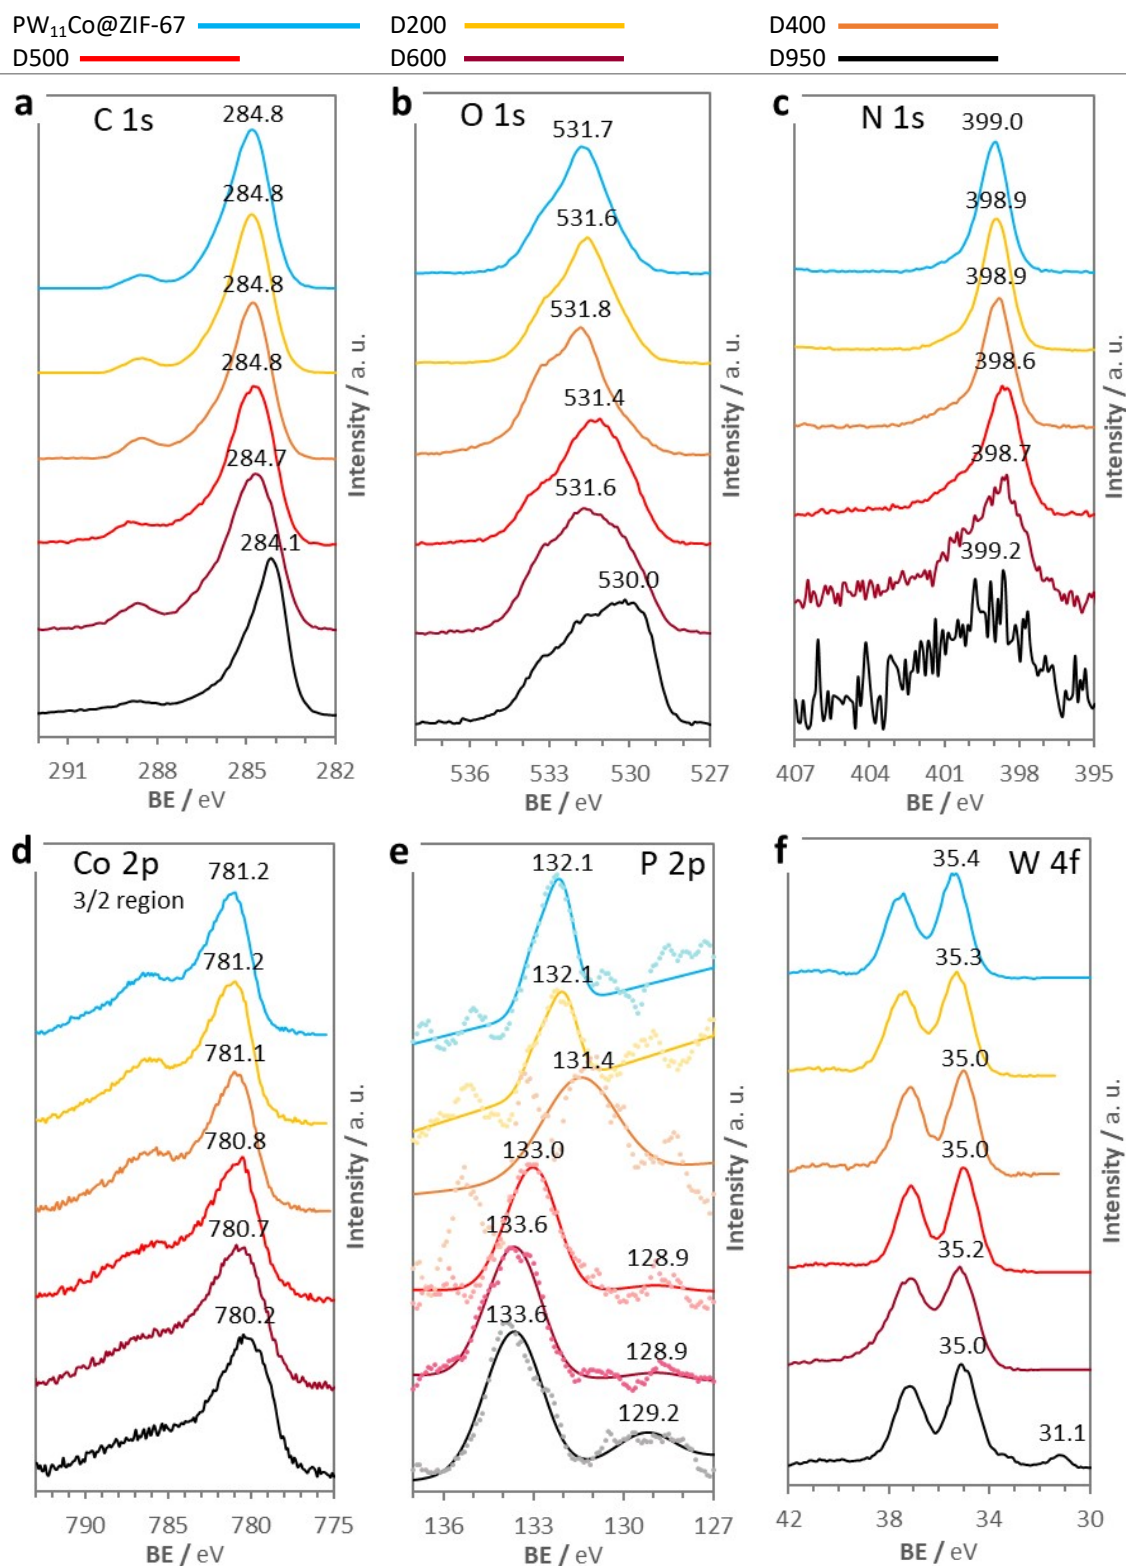 PW₁₁Co@ZIF-67 D200 D400
D500 D600 D950
a C 1s
284.8
284.8
284.8
284.8
284.7
284.1
291 288 285 282
BE / eV
Intensity / a. u.
b O 1s
531.7
531.6
531.8
531.4
531.6
530.0
536 533 530 527
BE / eV
Intensity / a. u.
c N 1s
399.0
398.9
398.9
398.6
398.7
399.2
407 404 401 398 395
BE / eV
Intensity / a. u.
d Co 2p
3/2 region
781.2
781.2
781.1
780.8
780.7
780.2
790 785 780 775
BE / eV
Intensity / a. u.
e P 2p
132.1
132.1
131.4
133.0
133.6 128.9
133.6 128.9
129.2
136 133 130 127
BE / eV
Intensity / a. u.
f W 4f
35.4
35.3
35.0
35.0
35.2
35.0
31.1
42 38 34 30
BE / eV
Intensity / a. u.